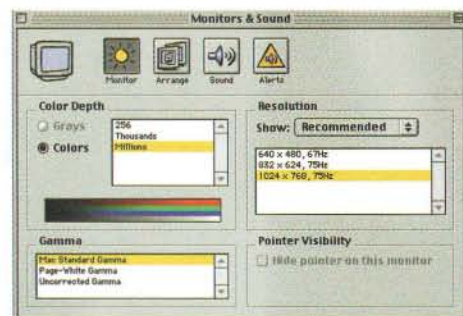 Monitors & Sound
Monitor
Arrange
Sound
Alerts
Color Depth
Grays
Colors
256
Thousands
Millions
Resolution
Show: Recommended
640 x 480, 67Hz
832 x 624, 75Hz
1024 x 768, 75Hz
Gamma
Mac Standard Gamma
Page-White Gamma
Uncorrected Gamma
Pointer Visibility
Hide pointer on this monitor